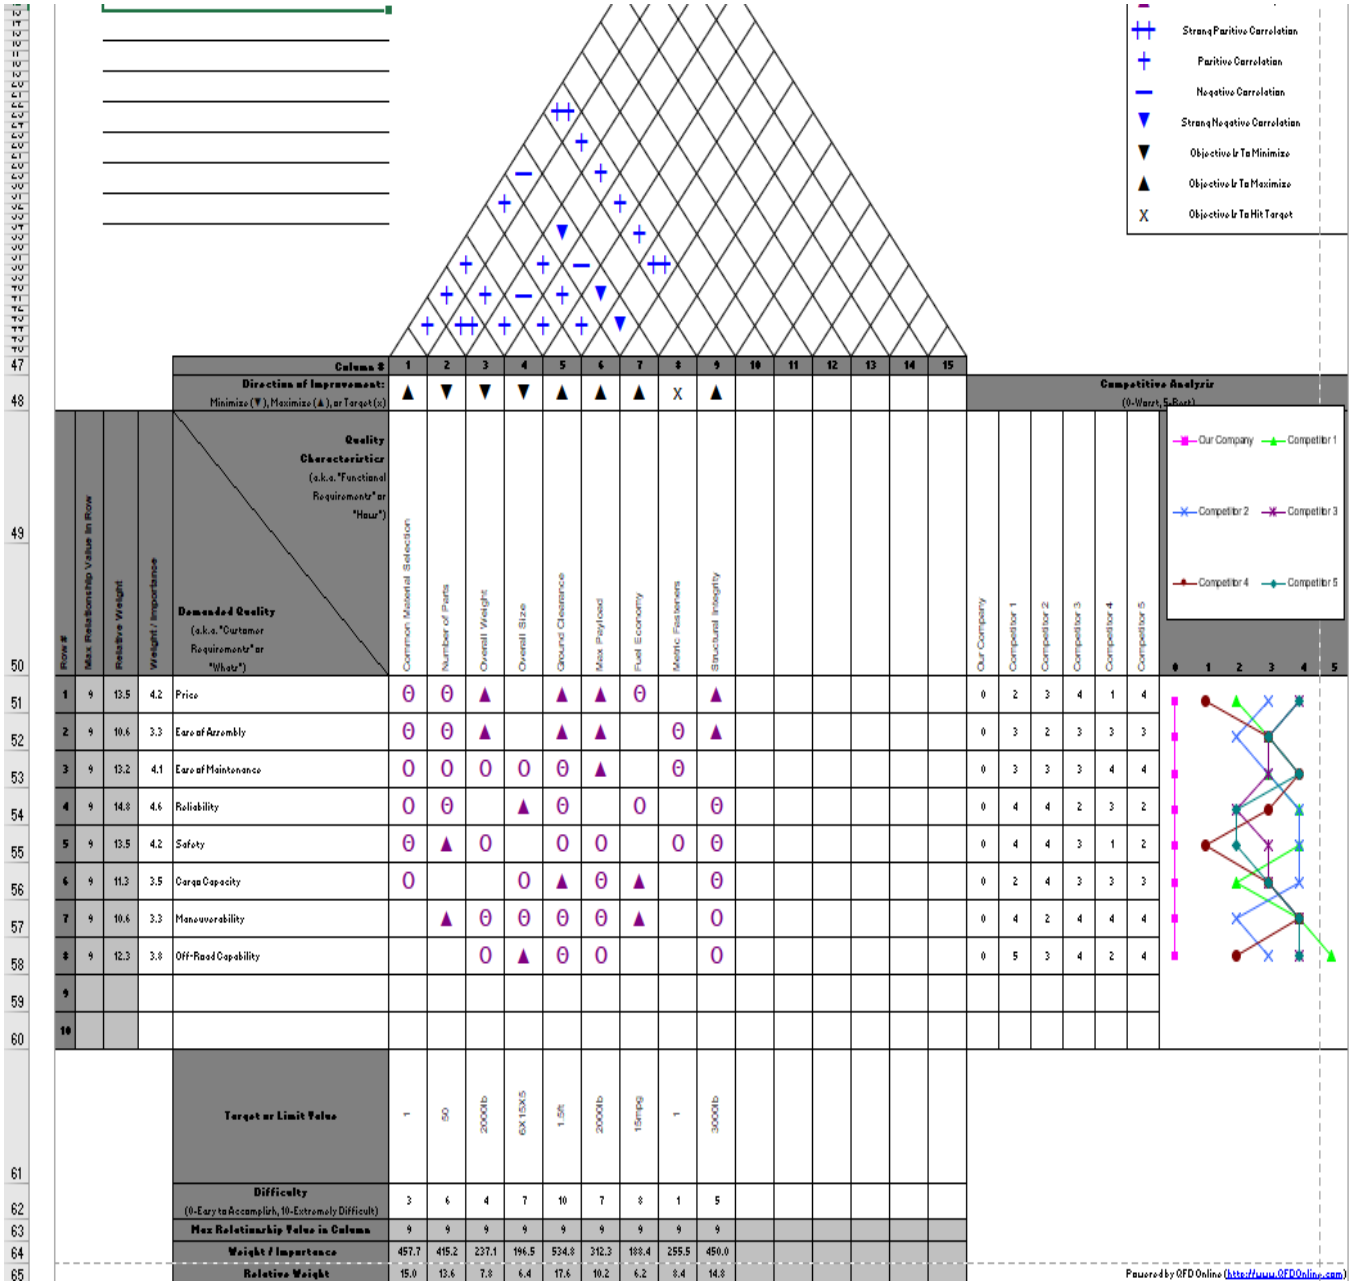 Strong Positive Correlation
Positive Correlation
Negative Correlation
Strong Negative Correlation
Objective Is To Minimize
Objective Is To Maximize
X Objective Is To Hit Target
47 Column # 1 2 3 4 5 6 7 8 9 10 11 12 13 14 15
48 Direction of Improvement:
Minimize (▼), Maximize (▲), or Target (x)
▲ ▼ ▼ ▼ ▲ ▲ ▲ X ▲
Competitive Analysis
(0=Worst, 5=Best)
49
50
Row #
Max Relationship Value in Row
Relative Weight
Weight / Importance
Quality
Characteristics
(a.k.a. "Functional
Requirements" or
"Hows")
Demanded Quality
(a.k.a. "Customer
Requirements" or
"Whats")
Common Material Selection
Number of Parts
Overall Weight
Overall Size
Ground Clearance
Max Payload
Fuel Economy
Metric Fasteners
Structural Integrity
Our Company
Competitor 1
Competitor 2
Competitor 3
Competitor 4
Competitor 5
Our Company Competitor 1
Competitor 2 Competitor 3
Competitor 4 Competitor 5
0 1 2 3 4 5
51 1 9 13.5 4.2 Price Θ Θ ▲ ▲ ▲ Θ ▲ 0 2 3 4 1 4
52 2 9 10.6 3.3 Ease of Assembly Θ Θ ▲ ▲ ▲ Θ ▲ 0 3 2 3 3 3
53 3 9 13.2 4.1 Ease of Maintenance Ο Ο Ο Ο Θ ▲ Θ 0 3 3 3 4 4
54 4 9 14.8 4.6 Reliability Ο Θ ▲ Θ Ο Θ 0 4 4 2 3 2
55 5 9 13.5 4.2 Safety Θ ▲ Ο Ο Ο Ο Θ 0 4 4 3 1 2
56 6 9 11.3 3.5 Cargo Capacity Ο Ο ▲ Θ ▲ Θ 0 2 4 3 3 3
57 7 9 10.6 3.3 Maneuverability ▲ Θ Θ Θ Θ ▲ Ο 0 4 2 4 4 4
58 8 9 12.3 3.8 Off-Road Capability Ο ▲ Θ Ο Ο 0 5 3 4 2 4
59 9
60 10
61 Target or Limit Value 1 50 2000lb 6X15X5 1.5ft 2000lb 15mpg 1 3000lb
62 Difficulty
(0=Easy to Accomplish, 10=Extremely Difficult)
3 6 4 7 10 7 8 1 5
63 Max Relationship Value in Column 9 9 9 9 9 9 9 9 9
64 Weight / Importance 457.7 415.2 237.1 196.5 534.8 312.3 188.4 255.5 450.0
65 Relative Weight 15.0 13.6 7.8 6.4 17.6 10.2 6.2 8.4 14.8
Powered by QFD Online (http://www.QFDOnline.com)